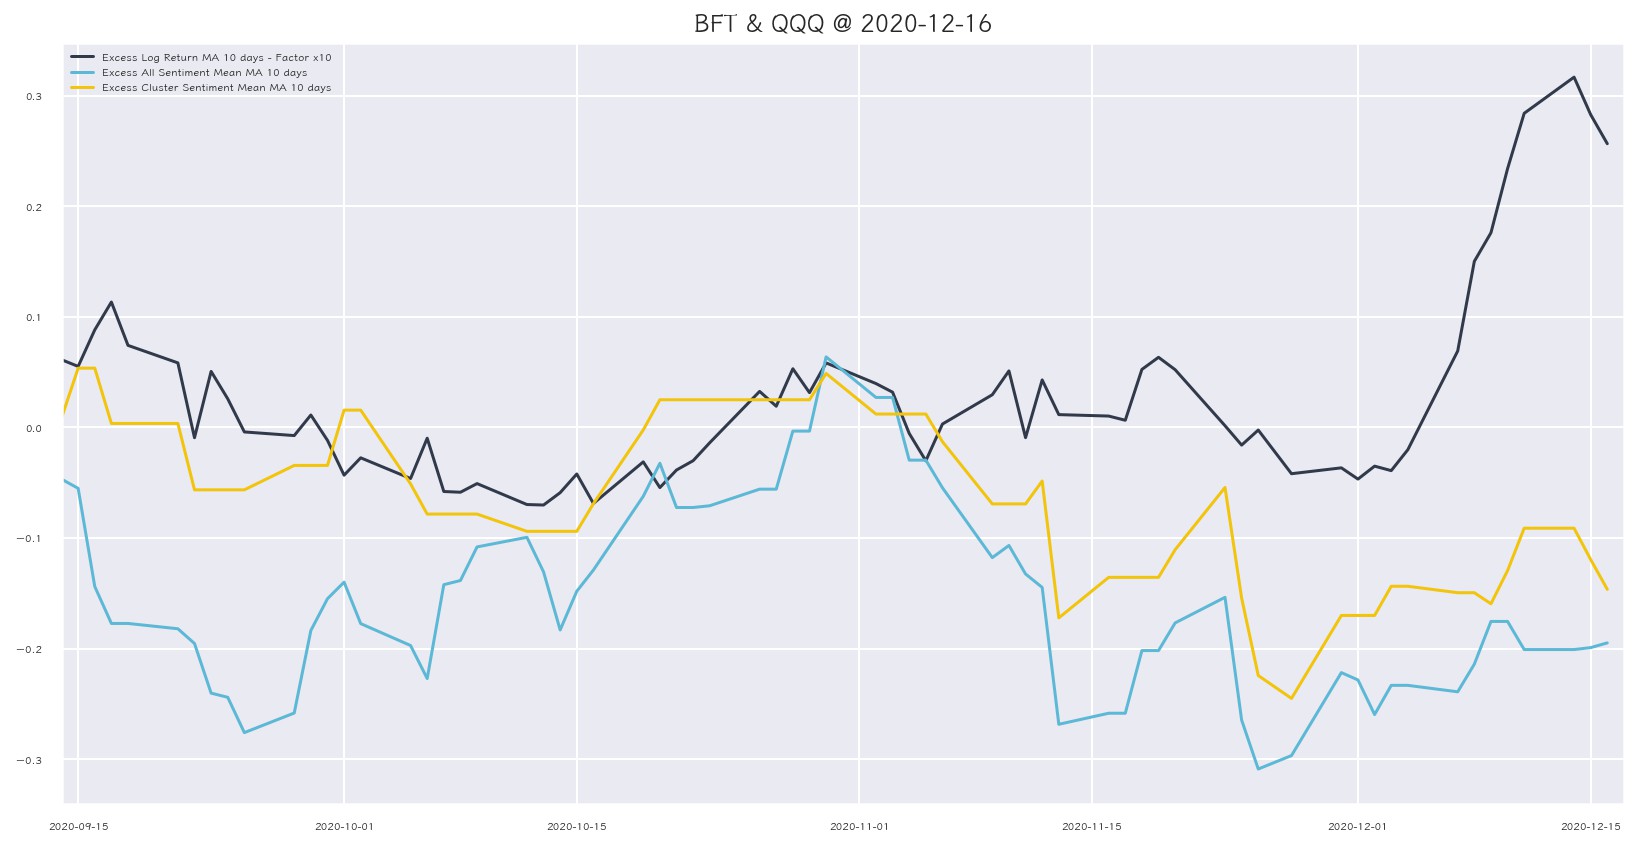 BFT & QQQ @ 2020-12-16
Excess Log Return MA 10 days - Factor x10
Excess All Sentiment Mean MA 10 days
Excess Cluster Sentiment Mean MA 10 days
0.3
0.2
0.1
0.0
−0.1
−0.2
−0.3
2020-09-15 2020-10-01 2020-10-15 2020-11-01 2020-11-15 2020-12-01 2020-12-15